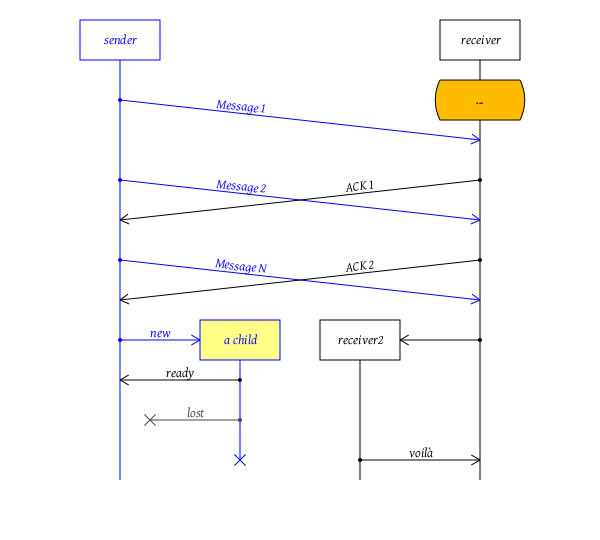 sender
receiver
...
Message 1
Message 2
ACK 1
Message N
ACK 2
new
a child
receiver2
ready
lost
voilà